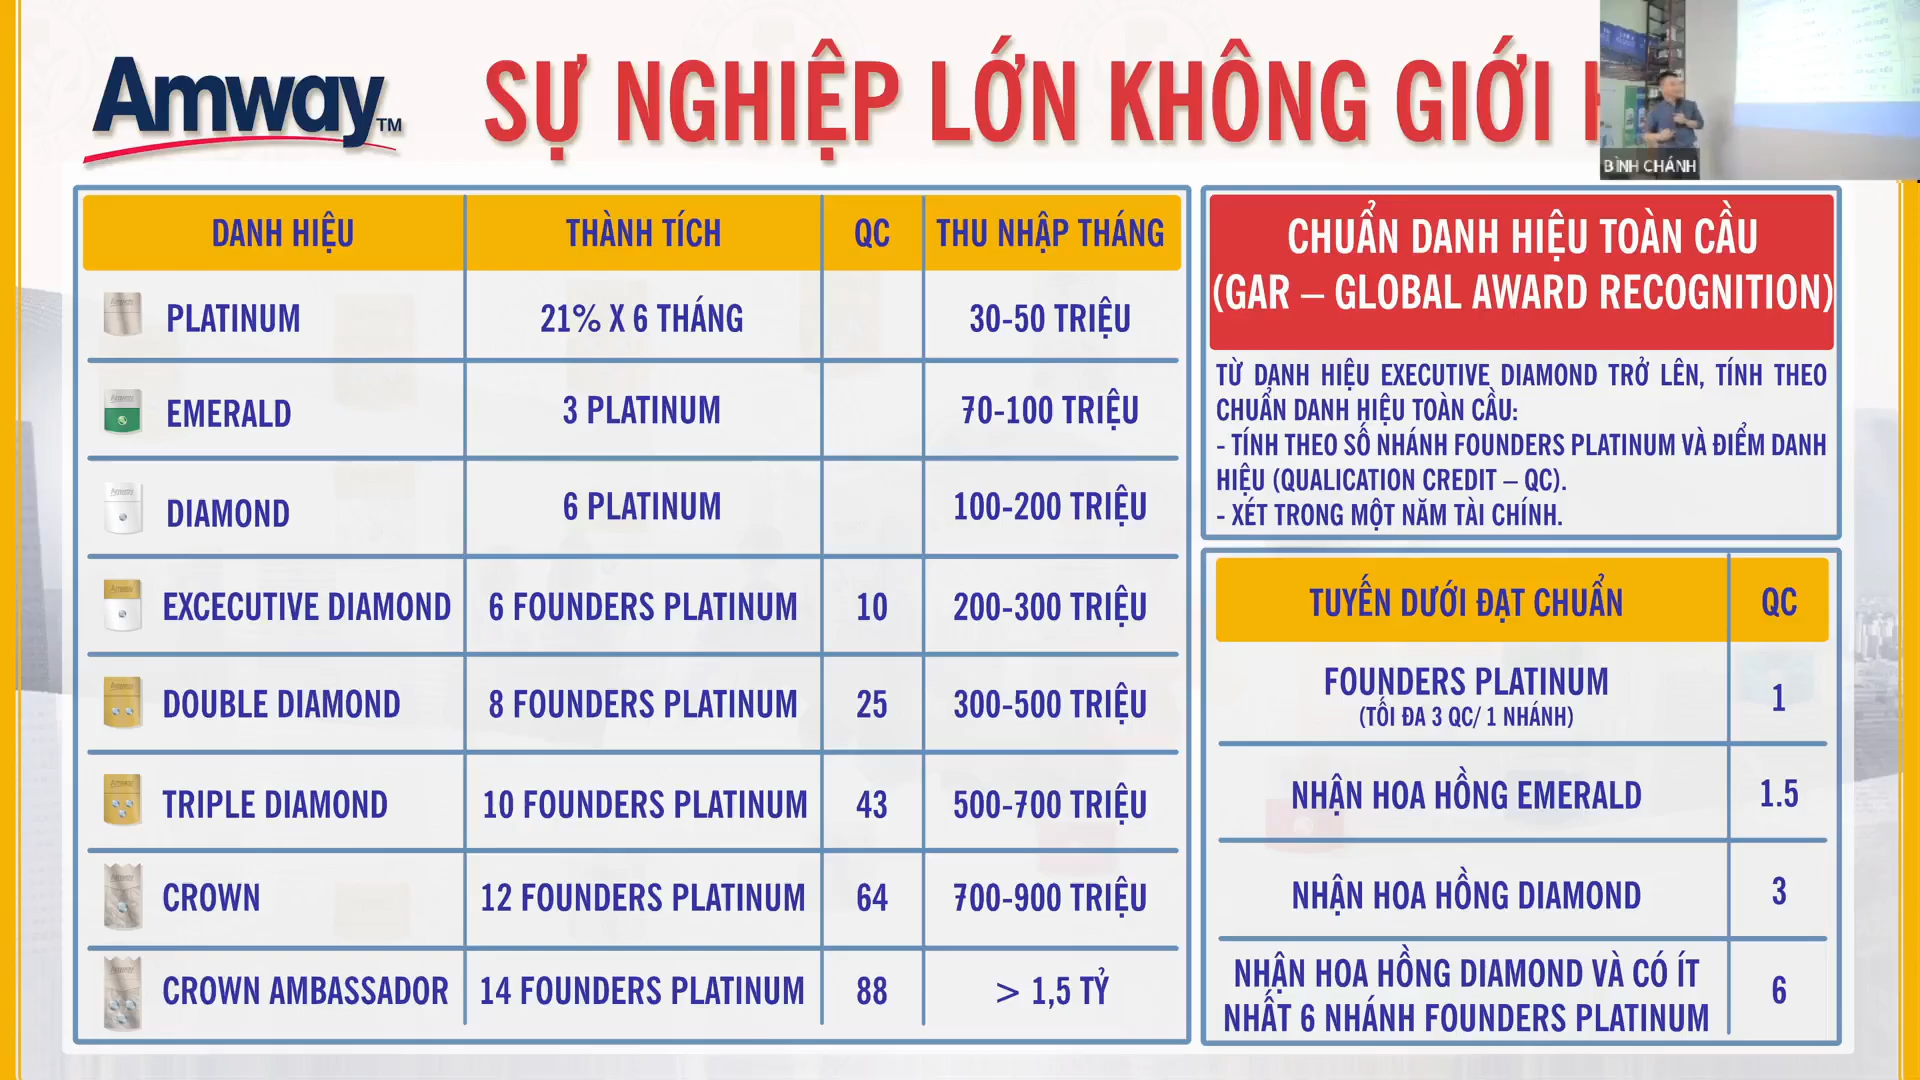 Amway™
SỰ NGHIỆP LỚN KHÔNG GIỚI
BÌNH CHÁNH
DANH HIỆU THÀNH TÍCH QC THU NHẬP THÁNG
PLATINUM 21% X 6 THÁNG 30-50 TRIỆU
EMERALD 3 PLATINUM 70-100 TRIỆU
DIAMOND 6 PLATINUM 100-200 TRIỆU
EXCECUTIVE DIAMOND 6 FOUNDERS PLATINUM 10 200-300 TRIỆU
DOUBLE DIAMOND 8 FOUNDERS PLATINUM 25 300-500 TRIỆU
TRIPLE DIAMOND 10 FOUNDERS PLATINUM 43 500-700 TRIỆU
CROWN 12 FOUNDERS PLATINUM 64 700-900 TRIỆU
CROWN AMBASSADOR 14 FOUNDERS PLATINUM 88 > 1,5 TỶ
CHUẨN DANH HIỆU TOÀN CẦU
(GAR – GLOBAL AWARD RECOGNITION)
TỪ DANH HIỆU EXECUTIVE DIAMOND TRỞ LÊN, TÍNH THEO
CHUẨN DANH HIỆU TOÀN CẦU:
- TÍNH THEO SỐ NHÁNH FOUNDERS PLATINUM VÀ ĐIỂM DANH
HIỆU (QUALICATION CREDIT – QC).
- XÉT TRONG MỘT NĂM TÀI CHÍNH.
TUYẾN DƯỚI ĐẠT CHUẨN QC
FOUNDERS PLATINUM 1
(TỐI ĐA 3 QC/ 1 NHÁNH)
NHẬN HOA HỒNG EMERALD 1.5
NHẬN HOA HỒNG DIAMOND 3
NHẬN HOA HỒNG DIAMOND VÀ CÓ ÍT 6
NHẤT 6 NHÁNH FOUNDERS PLATINUM